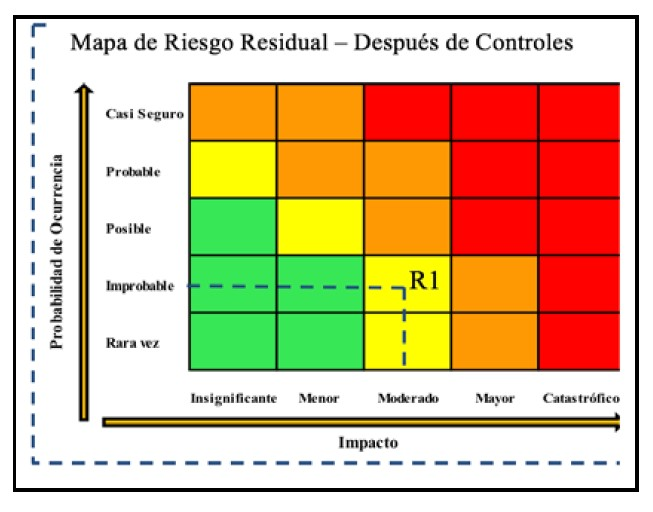 Mapa de Riesgo Residual – Después de Controles
Probabilidad de Ocurrencia
Casi Seguro
Probable
Posible
Improbable
Rara vez
R1
Insignificante
Menor
Moderado
Mayor
Catastrófico
Impacto